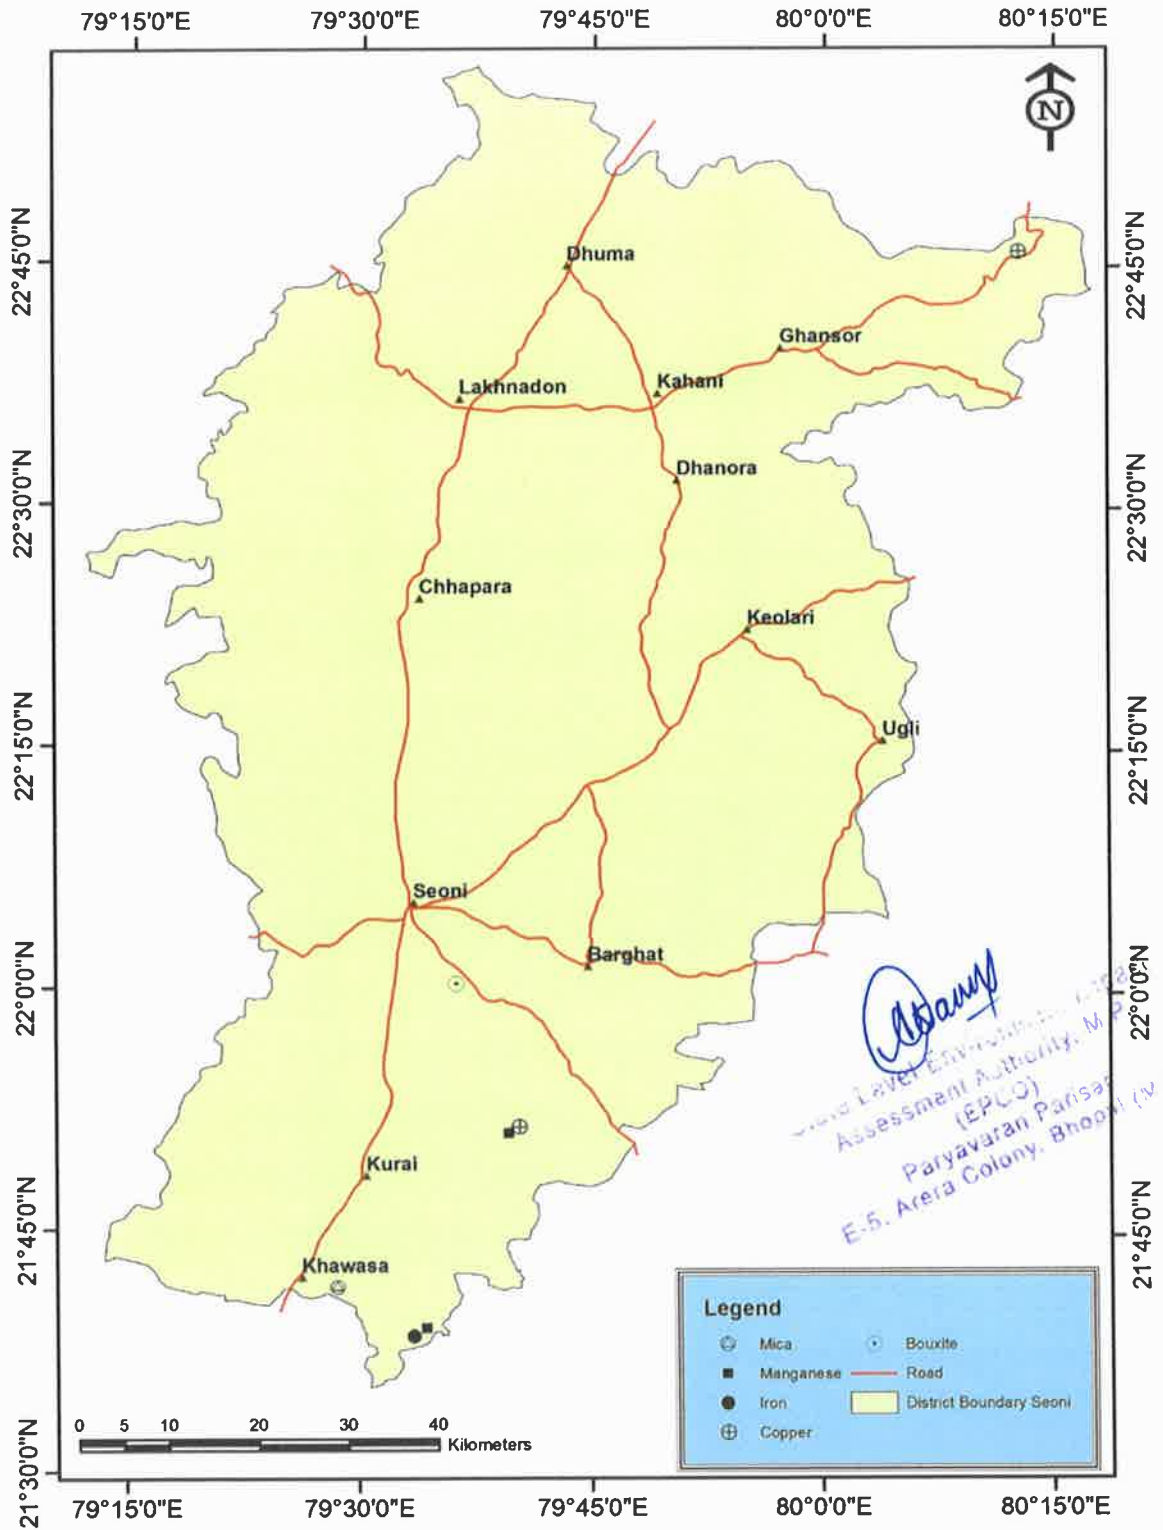 79°15'0"E 79°30'0"E 79°45'0"E 80°0'0"E 80°15'0"E
N
22°45'0"N
22°30'0"N
22°15'0"N
22°0'0"N
21°45'0"N
21°30'0"N
22°45'0"N
22°30'0"N
22°15'0"N
22°0'0"N
21°45'0"N
Dhuma
Ghansor
Lakhnadon
Kahani
Dhanora
Chhapara
Keolari
Ugli
Seoni
Barghat
Kurai
Khawasa
Level
Assessment Authority, M.P.
(EPCO)
Paryavaran Parisar
E-5, Arera Colony, Bhopal
Legend
Mica
Bouxite
Manganese
Road
Iron
District Boundary Seoni
Copper
0 5 10 20 30 40
Kilometers
79°15'0"E 79°30'0"E 79°45'0"E 80°0'0"E 80°15'0"E